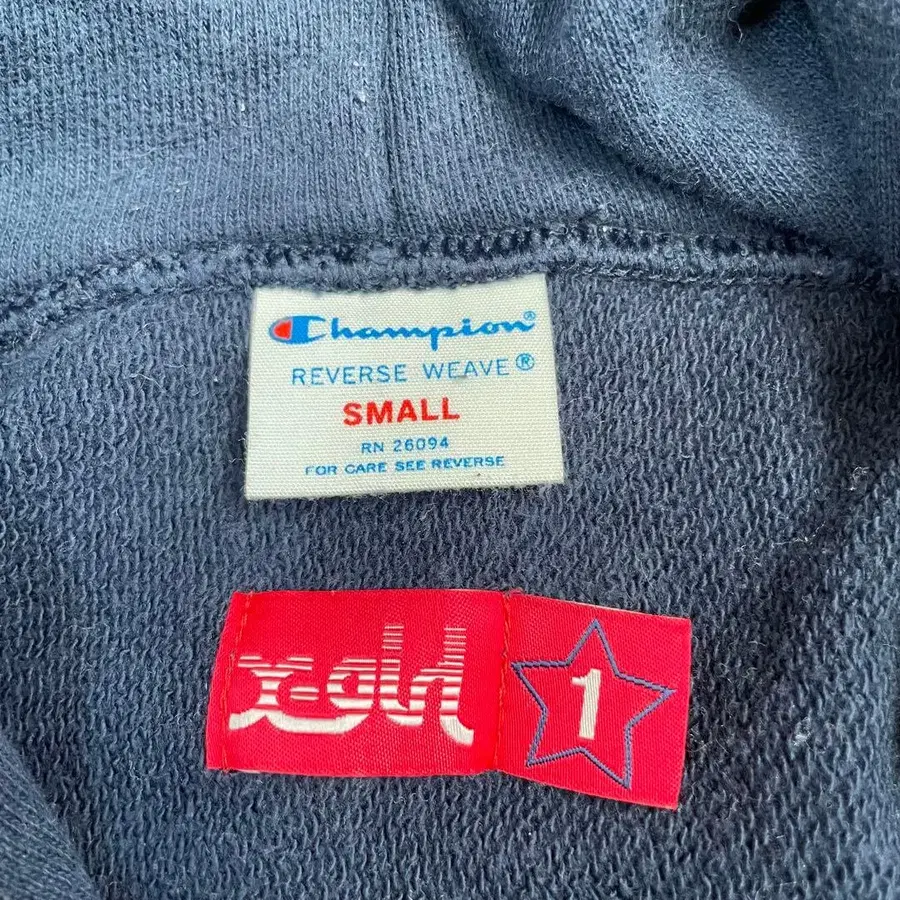 Champion®
REVERSE WEAVE®
SMALL
RN 26094
FOR CARE SEE REVERSE
x-girl
1